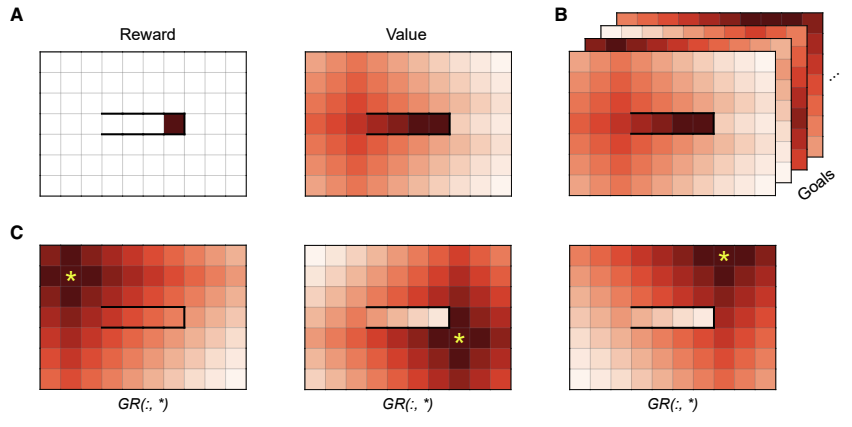 A
Reward
Value
B
Goals
...
C
*
*
*
GR(:, *)
GR(:, *)
GR(:, *)